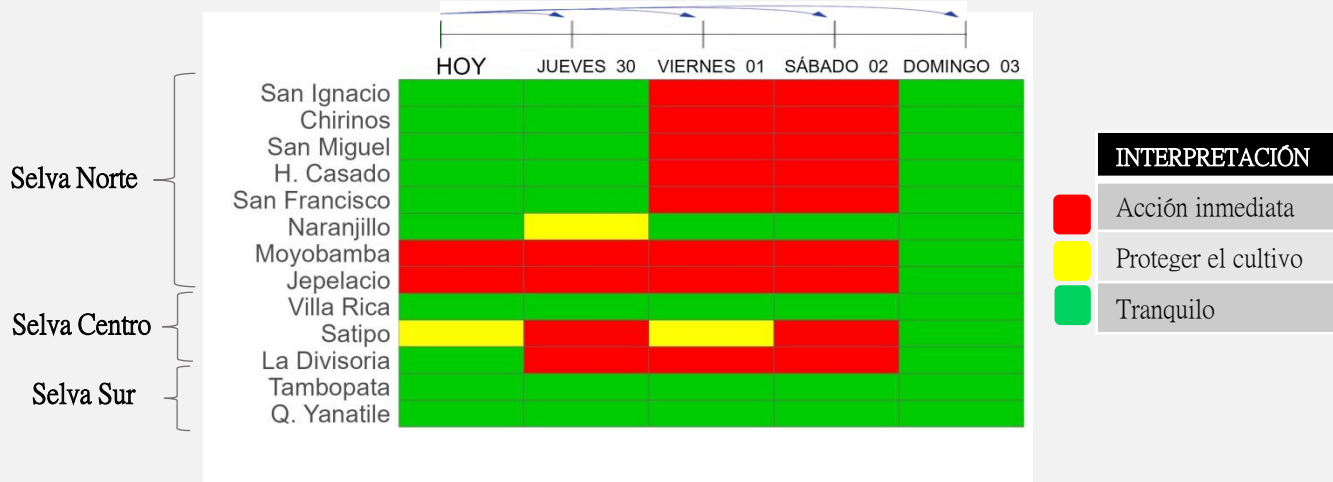 HOY JUEVES 30 VIERNES 01 SÁBADO 02 DOMINGO 03
Selva Norte
San Ignacio
Chirinos
San Miguel
H. Casado
San Francisco
Naranjillo
Moyobamba
Jepelacio
Selva Centro
Villa Rica
Satipo
La Divisoria
Selva Sur
Tambopata
Q. Yanatile
INTERPRETACIÓN
Acción inmediata
Proteger el cultivo
Tranquilo